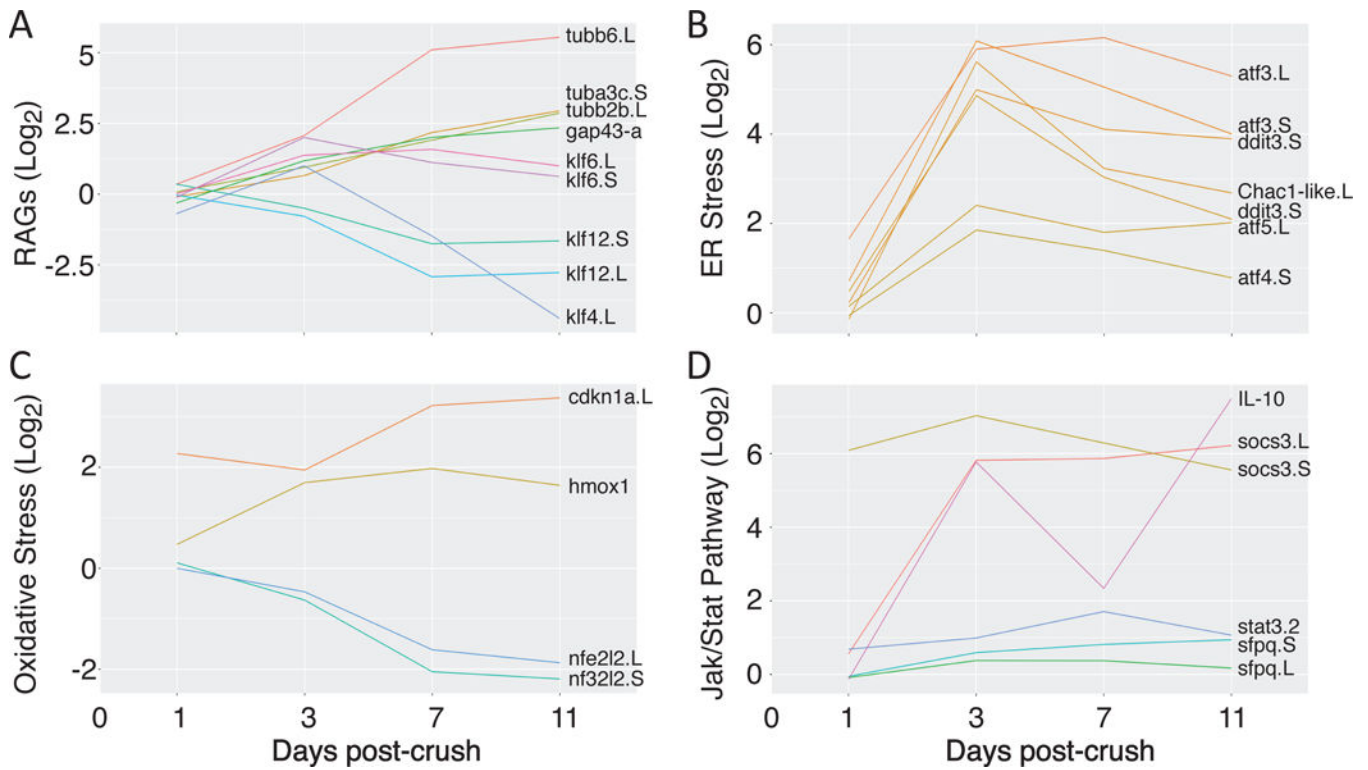 A
RAGs (Log2)
5
2.5
0
-2.5
tubb6.L
tuba3c.S
tubb2b.L
gap43-a
klf6.L
klf6.S
klf12.S
klf12.L
klf4.L
B
ER Stress (Log2)
6
4
2
0
atf3.L
atf3.S
ddit3.S
Chac1-like.L
ddit3.S
atf5.L
atf4.S
C
Oxidative Stress (Log2)
2
0
-2
cdkn1a.L
hmox1
nfe2l2.L
nf32l2.S
0 1 3 7 11
Days post-crush
D
Jak/Stat Pathway (Log2)
6
4
2
0
IL-10
socs3.L
socs3.S
stat3.2
sfpq.S
sfpq.L
0 1 3 7 11
Days post-crush